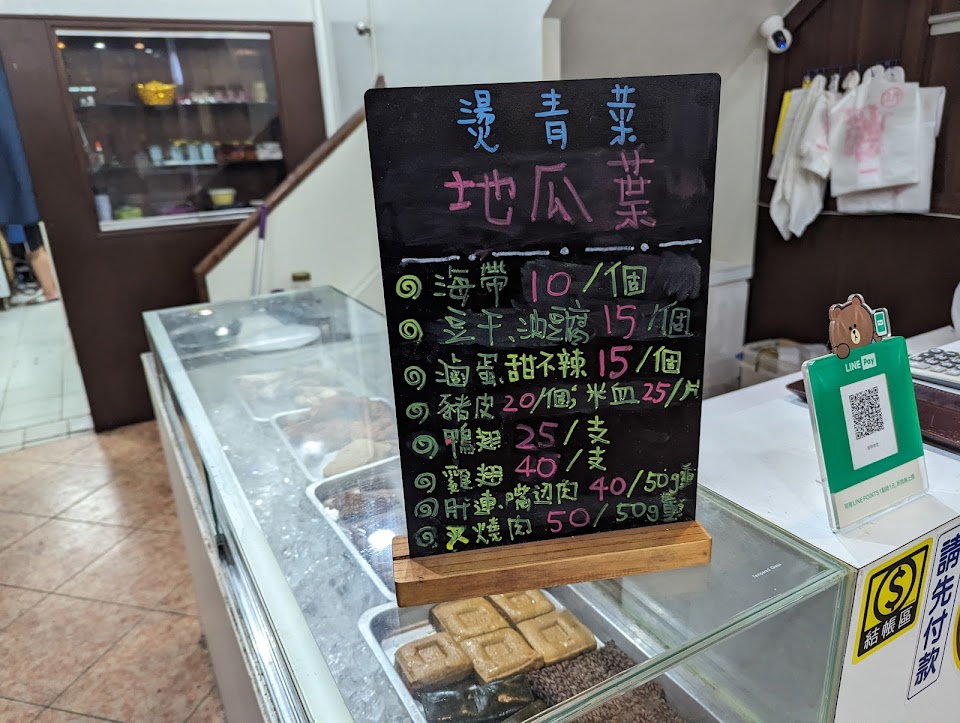 燙青菜
地瓜葉
海帶 10/個
豆干、油豆腐 15/個
滷蛋、甜不辣 15/個
豬皮 20/個; 米血 25/片
鴨翅 25/支
雞翅 40/支
肝連、嘴边肉 40/50g
叉燒肉 50/50g
LINE Pay
結帳區
請先付款